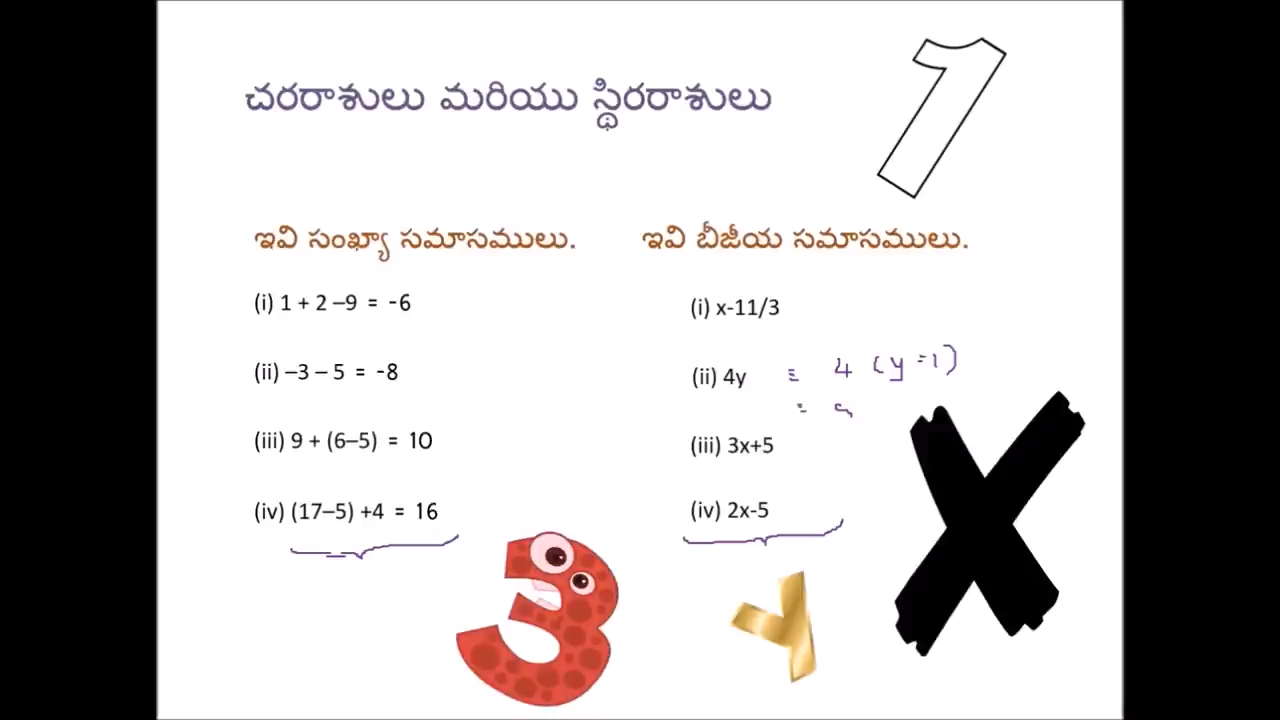 1
చరరాశులు మరియు స్థిరరాశులు
ఇవి సంఖ్యా సమాసములు.
(i) 1 + 2 –9 = -6
(ii) –3 – 5 = -8
(iii) 9 + (6–5) = 10
(iv) (17–5) +4 = 16
ఇవి బీజీయ సమాసములు.
(i) x-11/3
(ii) 4y = 4 (y =1)
=
(iii) 3x+5
(iv) 2x-5
3
Y
X